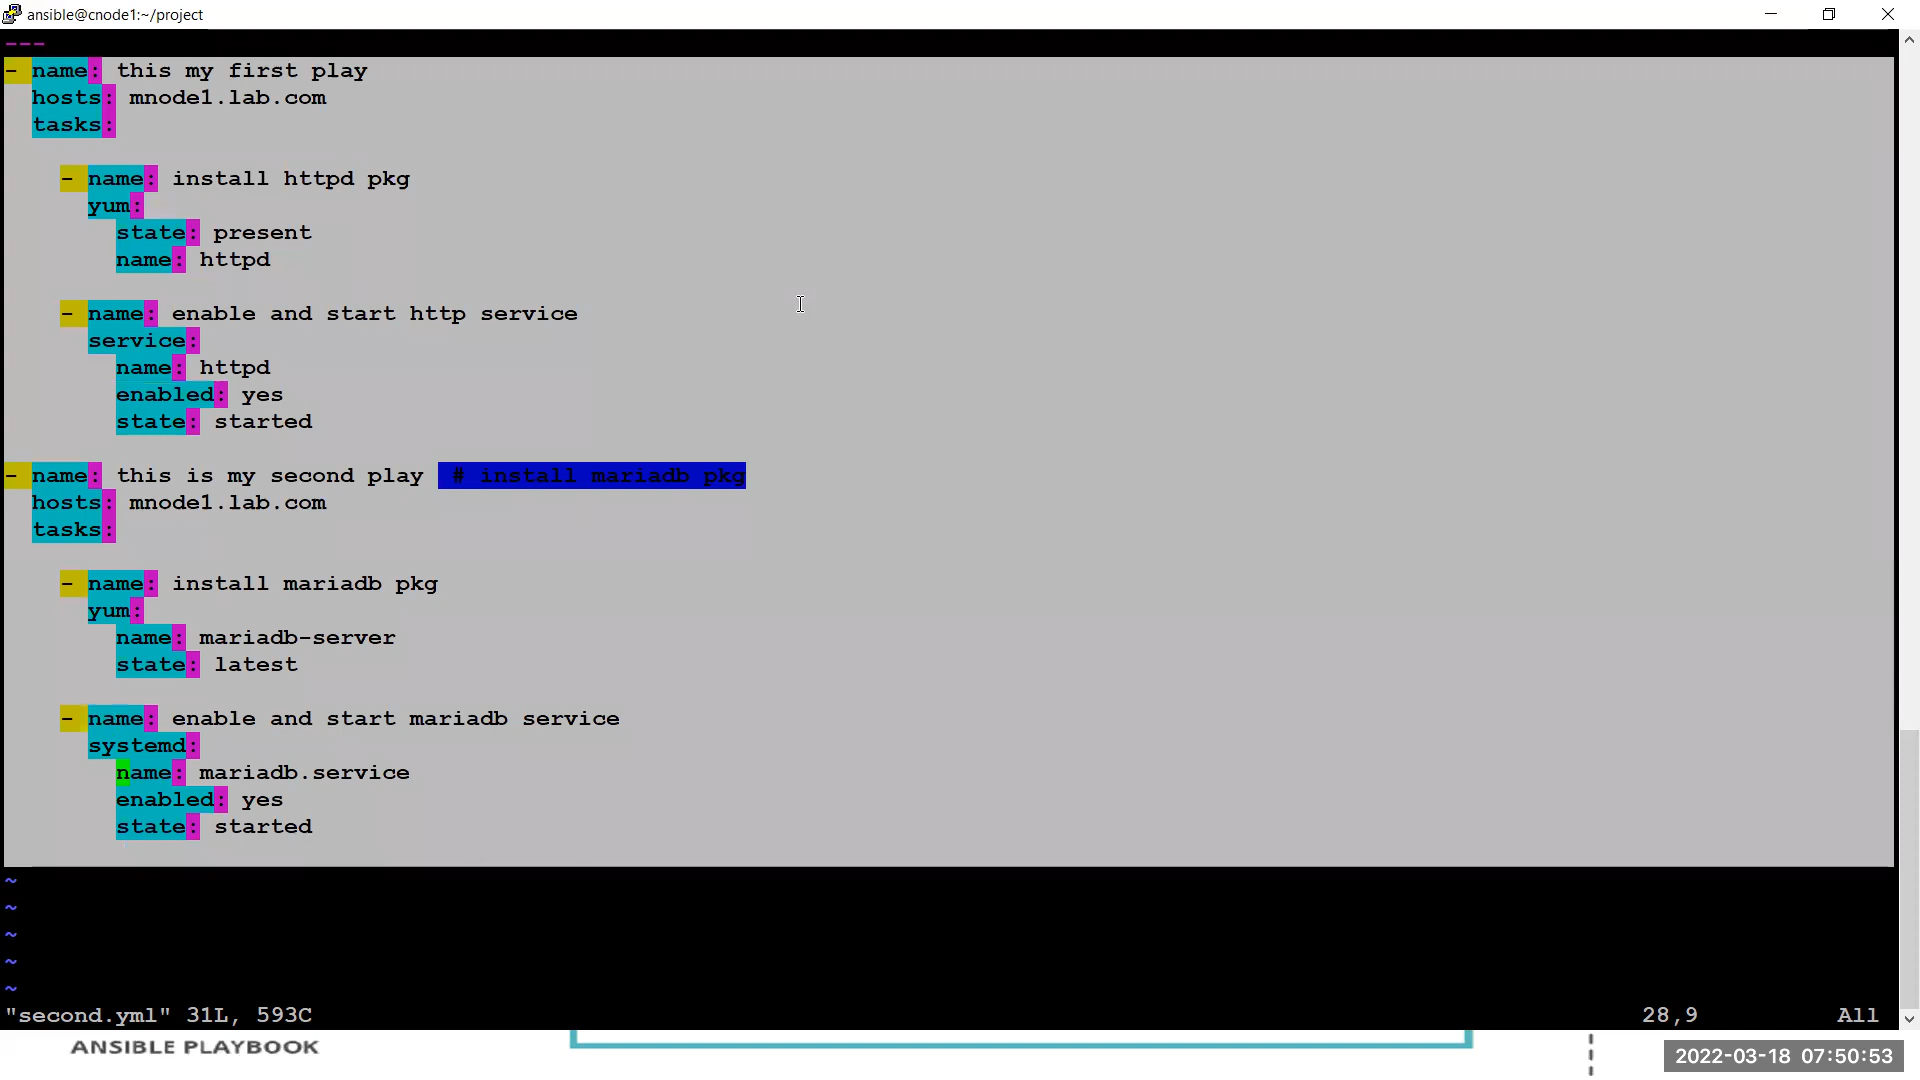 ansible@cnode1:~/project
---
- name: this my first play
  hosts: mnode1.lab.com
  tasks:
    - name: install httpd pkg
      yum:
        state: present
        name: httpd
    - name: enable and start http service
      service:
        name: httpd
        enabled: yes
        state: started
- name: this is my second play  # install mariadb pkg
  hosts: mnode1.lab.com
  tasks:
    - name: install mariadb pkg
      yum:
        name: mariadb-server
        state: latest
    - name: enable and start mariadb service
      systemd:
        name: mariadb.service
        enabled: yes
        state: started
~
~
~
~
~
"second.yml" 31L, 593C 28,9 All
ANSIBLE PLAYBOOK
2022-03-18 07:50:53